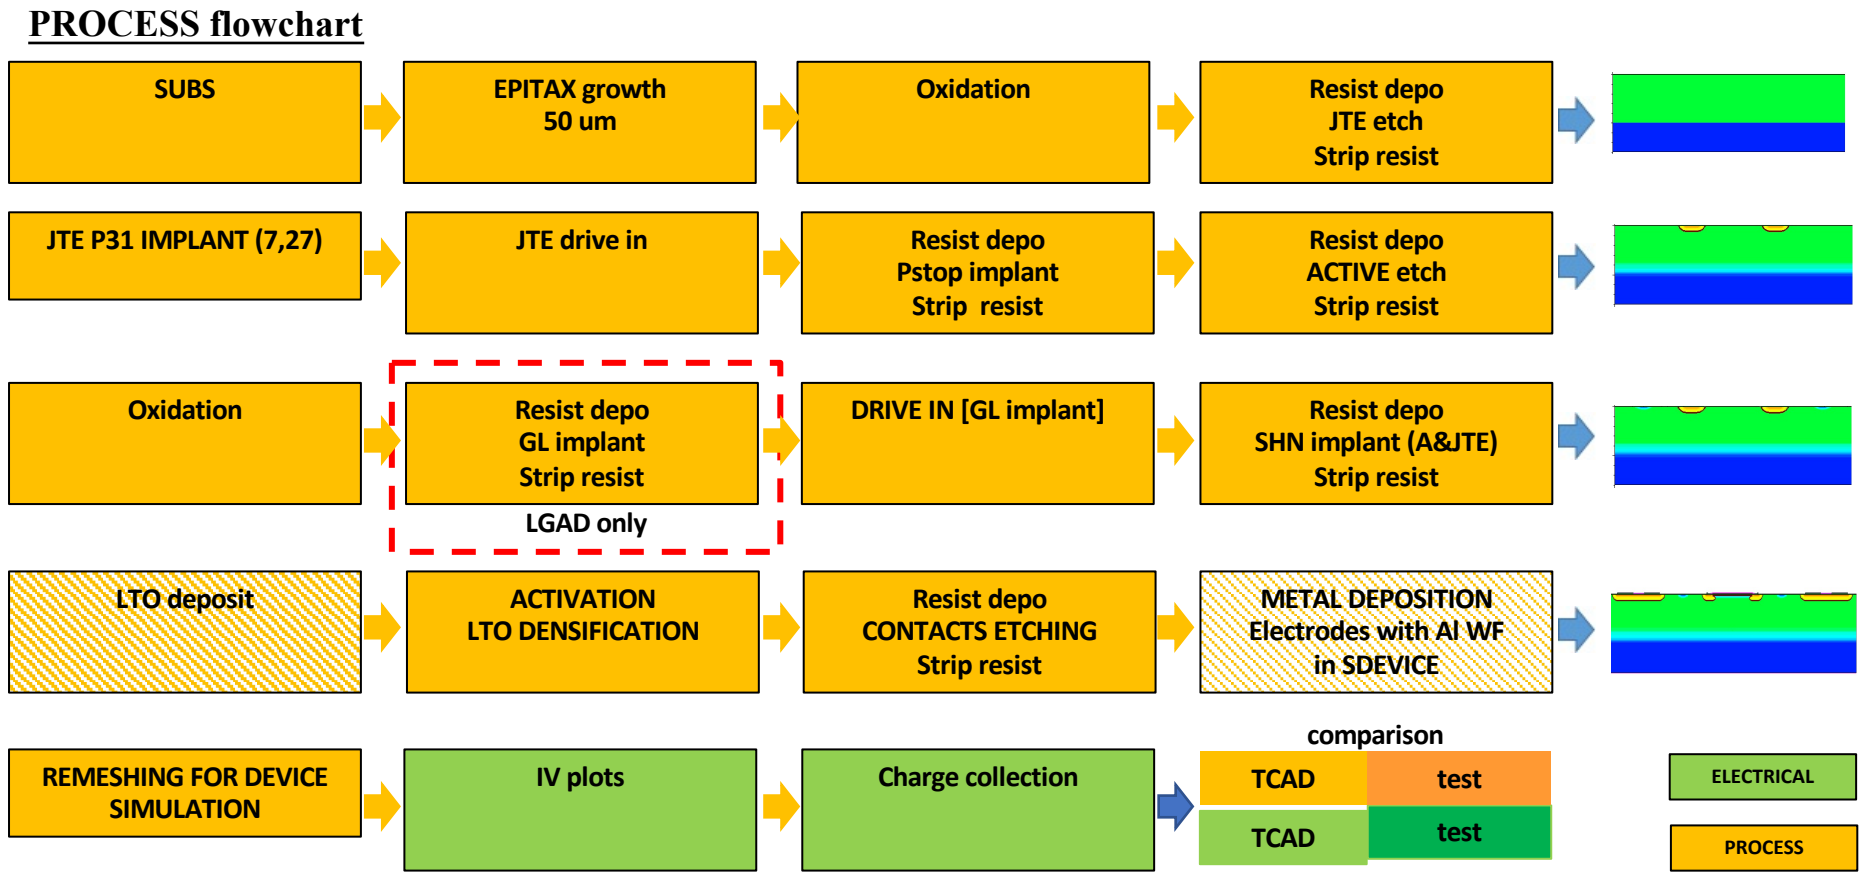 PROCESS flowchart
SUBS
EPITAX growth
50 um
Oxidation
Resist depo
JTE etch
Strip resist
JTE P31 IMPLANT (7,27)
JTE drive in
Resist depo
Pstop implant
Strip resist
Resist depo
ACTIVE etch
Strip resist
Oxidation
Resist depo
GL implant
Strip resist
LGAD only
DRIVE IN [GL implant]
Resist depo
SHN implant (A&JTE)
Strip resist
LTO deposit
ACTIVATION
LTO DENSIFICATION
Resist depo
CONTACTS ETCHING
Strip resist
METAL DEPOSITION
Electrodes with Al WF
in SDEVICE
REMESHING FOR DEVICE
SIMULATION
IV plots
Charge collection
comparison
TCAD
test
TCAD
test
ELECTRICAL
PROCESS